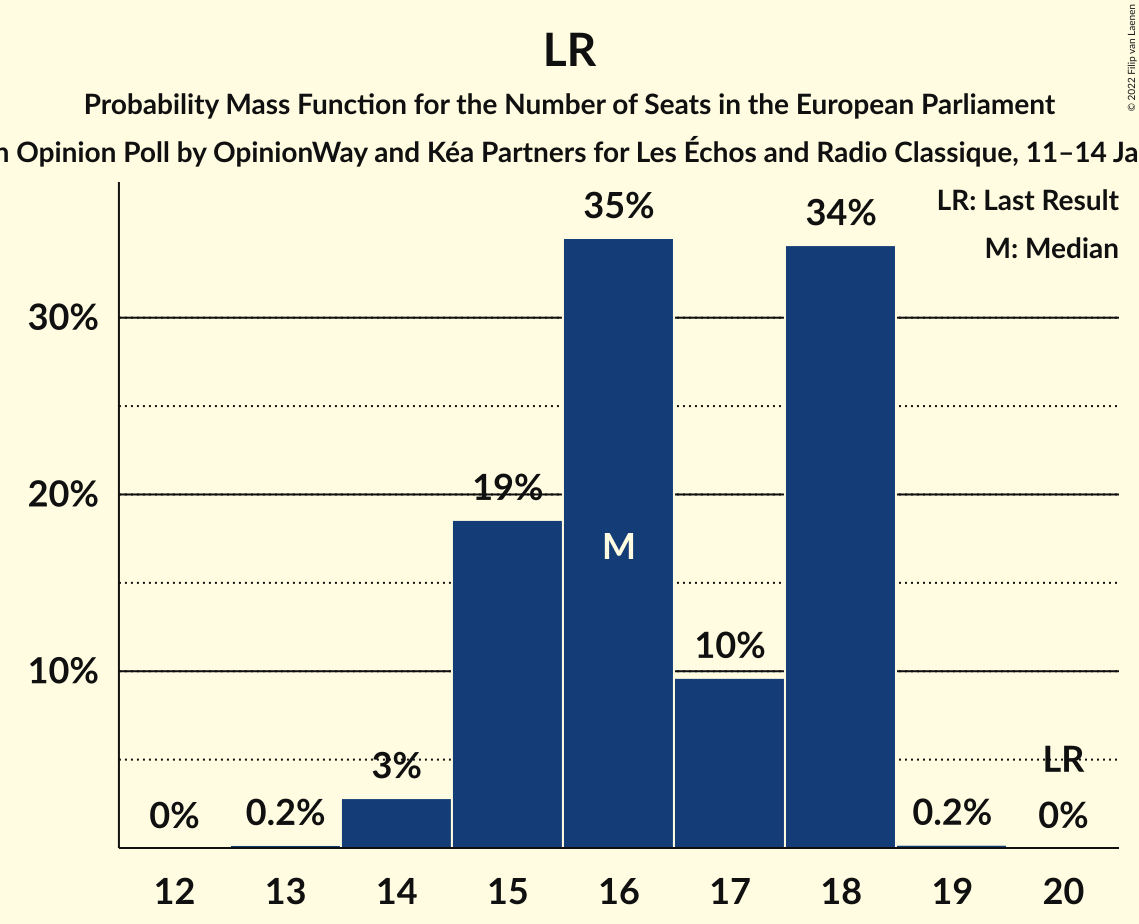 LR
Probability Mass Function for the Number of Seats in the European Parliament
Opinion Poll by OpinionWay and Kéa Partners for Les Échos and Radio Classique, 11–14 Ja
© 2022 Filip van Laenen
LR: Last Result
M: Median
35%
34%
30%
20%
19%
M
10%
10%
3%
LR
0%
0.2%
0.2%
0%
12
13
14
15
16
17
18
19
20